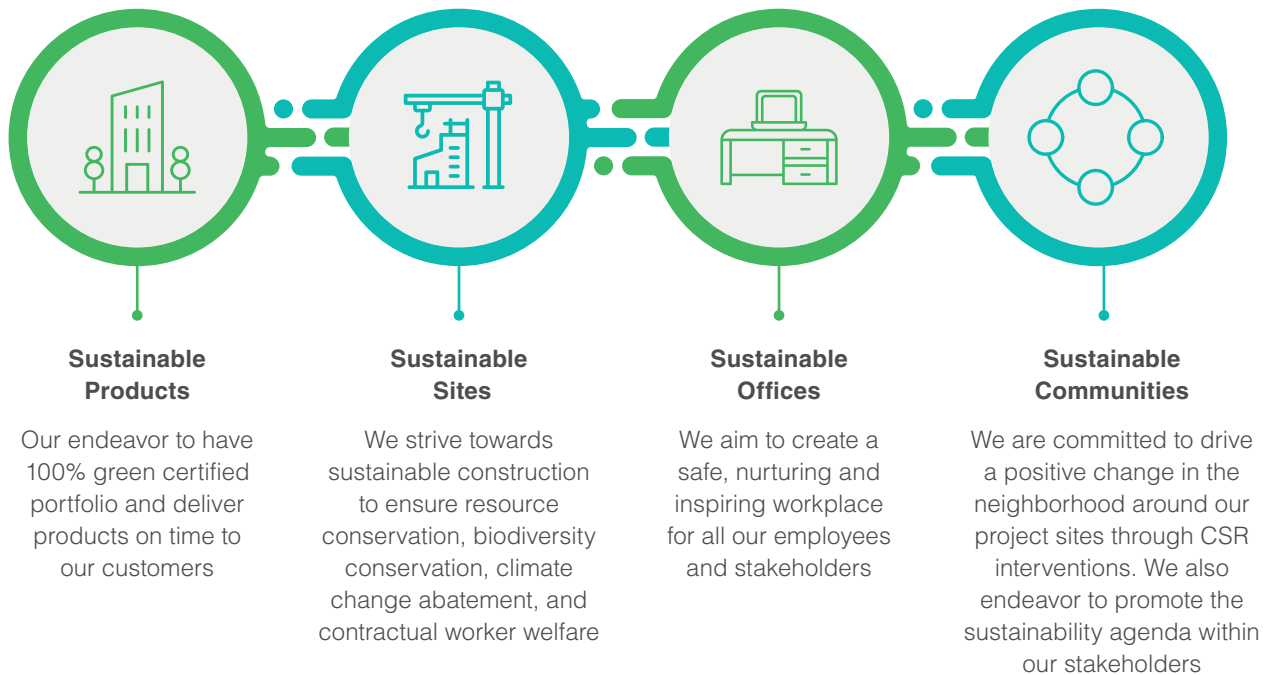 Sustainable
Products
Our endeavor to have
100% green certified
portfolio and deliver
products on time to
our customers
Sustainable
Sites
We strive towards
sustainable construction
to ensure resource
conservation, biodiversity
conservation, climate
change abatement, and
contractual worker welfare
Sustainable
Offices
We aim to create a
safe, nurturing and
inspiring workplace
for all our employees
and stakeholders
Sustainable
Communities
We are committed to drive
a positive change in the
neighborhood around our
project sites through CSR
interventions. We also
endeavor to promote the
sustainability agenda within
our stakeholders